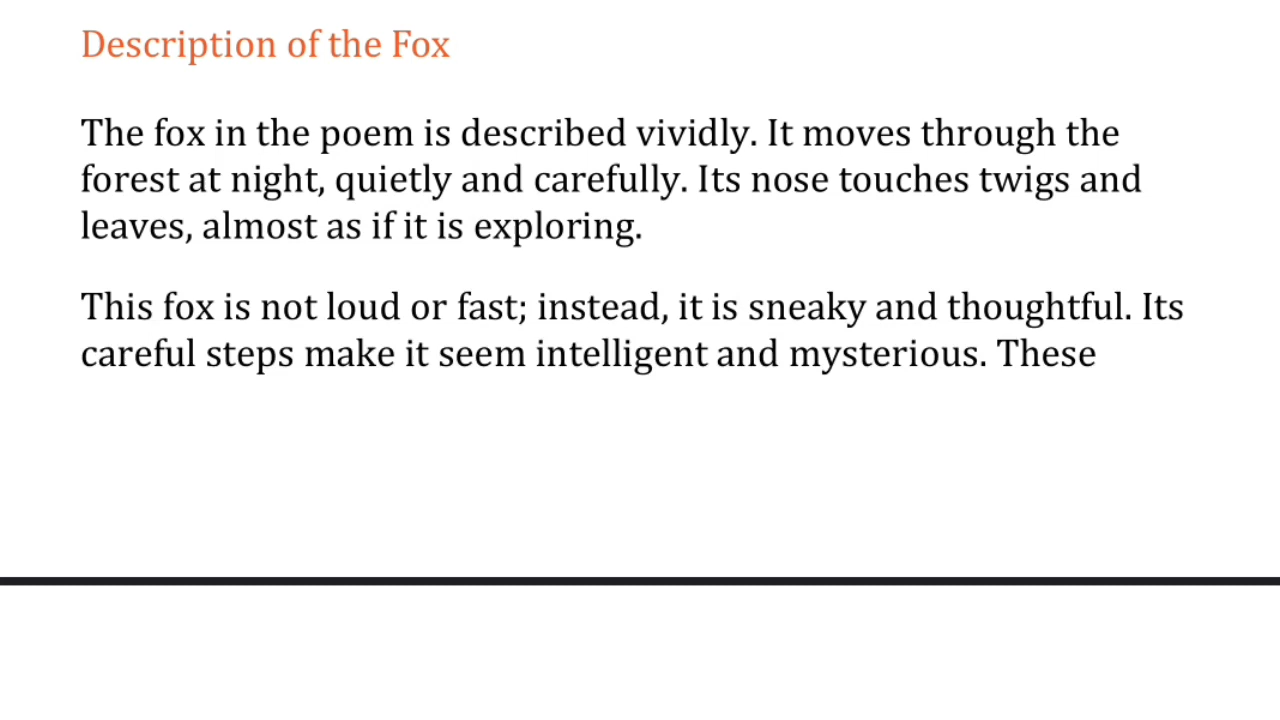 Description of the Fox
The fox in the poem is described vividly. It moves through the
forest at night, quietly and carefully. Its nose touches twigs and
leaves, almost as if it is exploring.
This fox is not loud or fast; instead, it is sneaky and thoughtful. Its
careful steps make it seem intelligent and mysterious. These